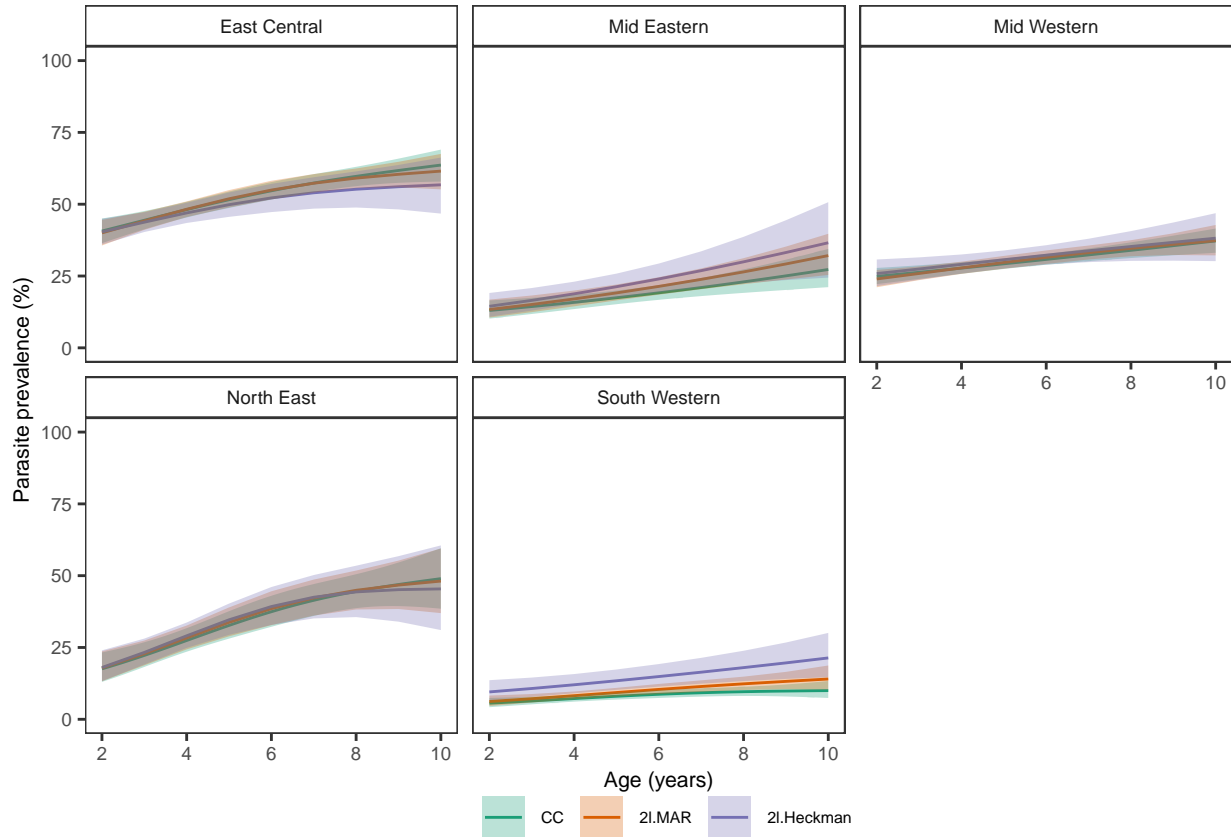 East Central
Mid Eastern
Mid Western
100
75
50
25
0
2 4 6 8 10
North East
South Western
100
75
50
25
0
2 4 6 8 10
2 4 6 8 10
Parasite prevalence (%)
Age (years)
CC
2l.MAR
2l.Heckman